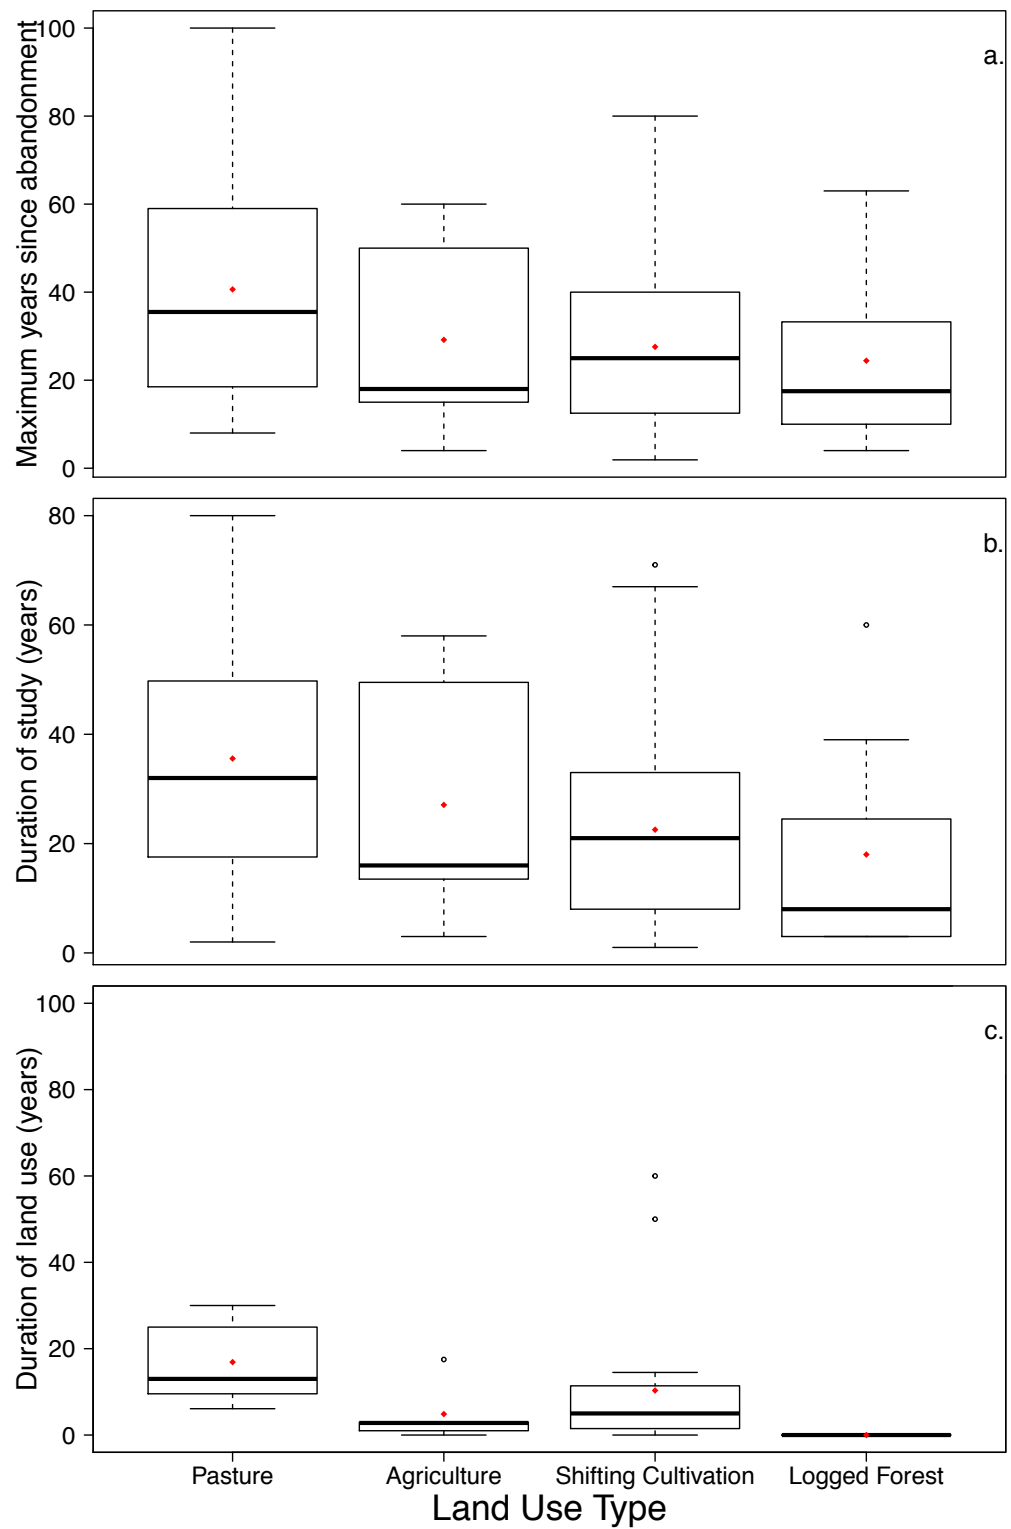 Maximum years since abandonment
100
80
60
40
20
0
a.
Duration of study (years)
80
60
40
20
0
b.
Duration of land use (years)
100
80
60
40
20
0
c.
Pasture Agriculture Shifting Cultivation Logged Forest
Land Use Type